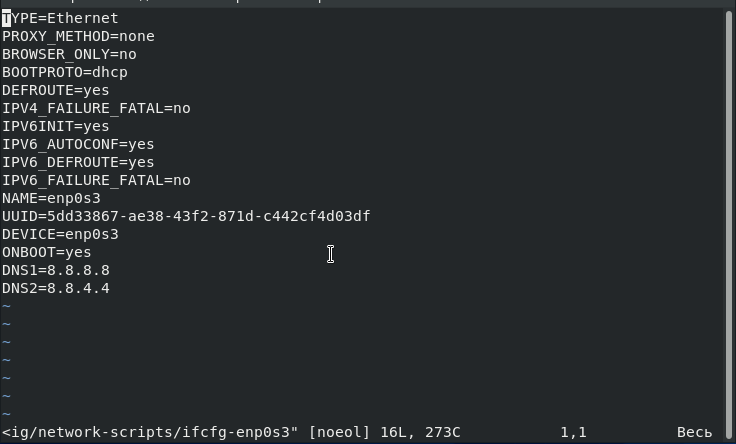 TYPE=Ethernet
PROXY_METHOD=none
BROWSER_ONLY=no
BOOTPROTO=dhcp
DEFROUTE=yes
IPV4_FAILURE_FATAL=no
IPV6INIT=yes
IPV6_AUTOCONF=yes
IPV6_DEFROUTE=yes
IPV6_FAILURE_FATAL=no
NAME=enp0s3
UUID=5dd33867-ae38-43f2-871d-c442cf4d03df
DEVICE=enp0s3
ONBOOT=yes
DNS1=8.8.8.8
DNS2=8.8.4.4
~
~
~
~
~
~
~
<ig/network-scripts/ifcfg-enp0s3" [noeol] 16L, 273C 1,1 Весь